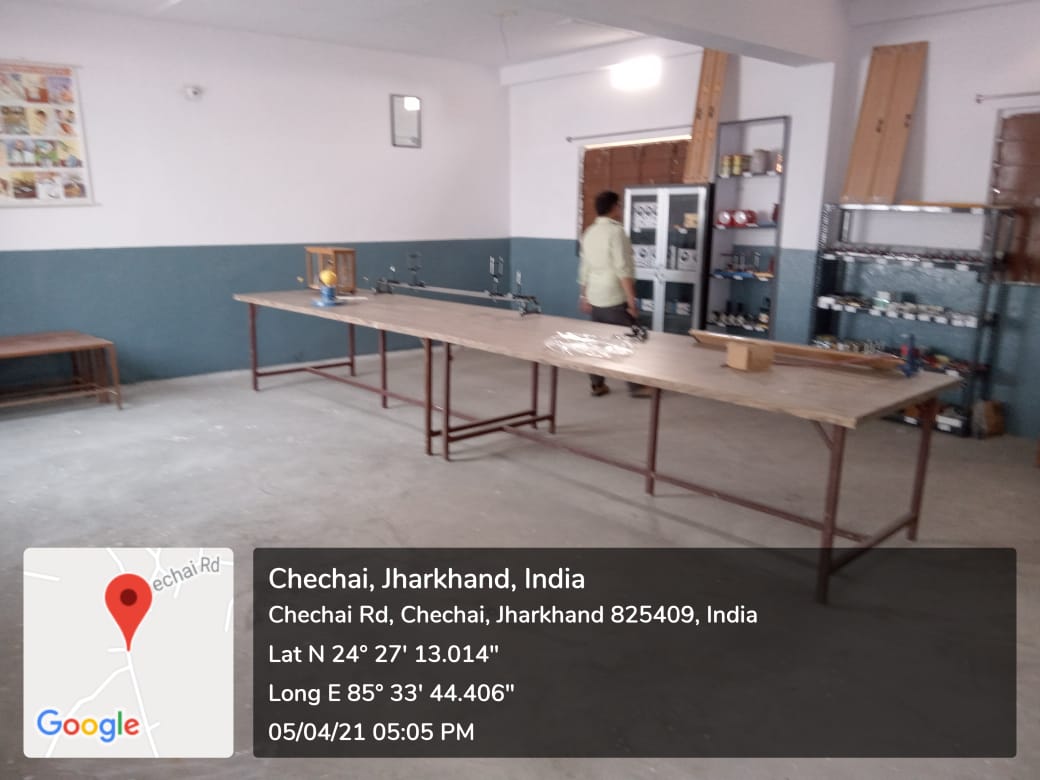 echai Rd
Google
Chechai, Jharkhand, India
Chechai Rd, Chechai, Jharkhand 825409, India
Lat N 24° 27' 13.014"
Long E 85° 33' 44.406"
05/04/21 05:05 PM